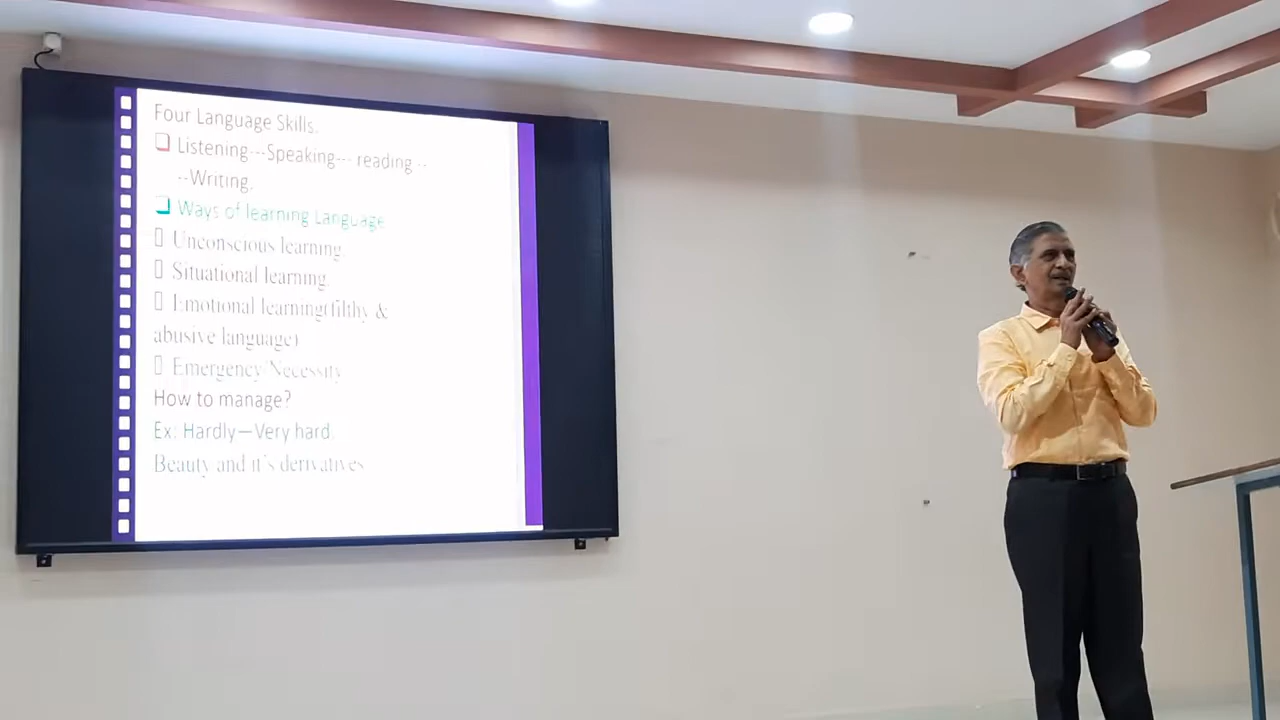 Four Language Skills.
Listening---Speaking--- reading --
--Writing.
Ways of learning Language
Unconscious learning
Situational learning.
Emotional learning(filthy &
abusive language)
Emergency/Necessity
How to manage?
Ex: Hardly—Very hard.
Beauty and it's derivatives